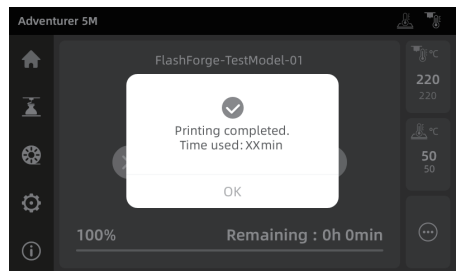 Adventurer 5M
FlashForge-TestModel-01
°C
220
220
Printing completed.
Time used: XXmin
OK
°C
50
50
100%
Remaining : 0h 0min